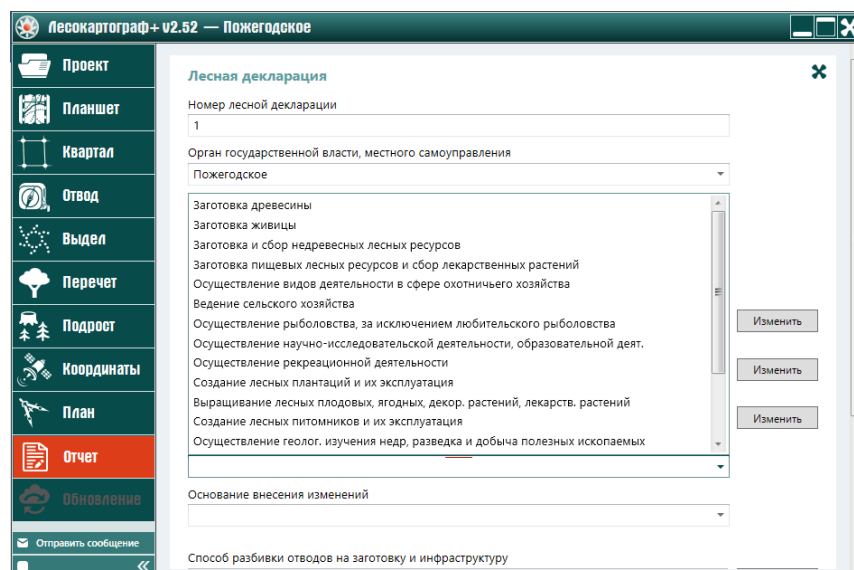 Лесокартограф+ v2.52 — Пожегодское
Проект
Планшет
Квартал
Отвод
Выдел
Перечет
Подрост
Координаты
План
Отчет
Обновление
Отправить сообщение
Лесная декларация
Номер лесной декларации
1
Орган государственной власти, местного самоуправления
Пожегодское
Заготовка древесины
Заготовка живицы
Заготовка и сбор недревесных лесных ресурсов
Заготовка пищевых лесных ресурсов и сбор лекарственных растений
Осуществление видов деятельности в сфере охотничьего хозяйства
Ведение сельского хозяйства
Осуществление рыболовства, за исключением любительского рыболовства
Осуществление научно-исследовательской деятельности, образовательной деят.
Осуществление рекреационной деятельности
Создание лесных плантаций и их эксплуатация
Выращивание лесных плодовых, ягодных, декор. растений, лекарств. растений
Создание лесных питомников и их эксплуатация
Осуществление геолог. изучения недр, разведка и добыча полезных ископаемых
Изменить
Изменить
Изменить
Основание внесения изменений
Способ разбивки отводов на заготовку и инфраструктуру